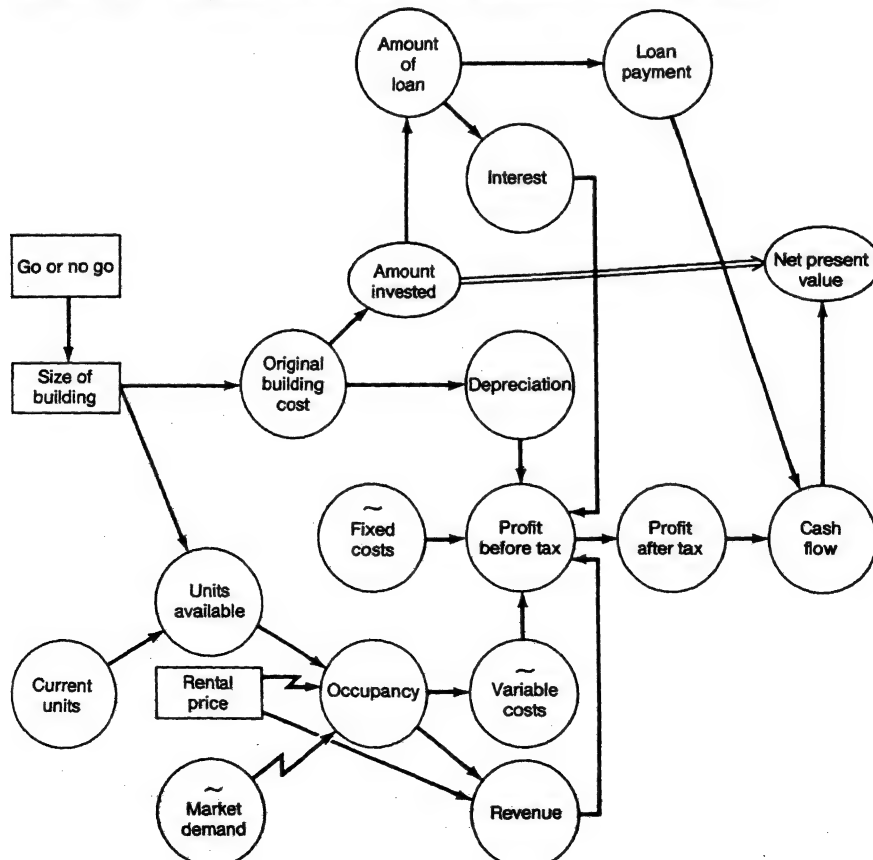 Amount
of
loan
Loan
payment
Interest
Go or no go
Amount
invested
Net present
value
Size of
building
Original
building
cost
Depreciation
~
Fixed
costs
Profit
before tax
Profit
after tax
Cash
flow
Units
available
Current
units
Rental
price
Occupancy
~
Variable
costs
~
Market
demand
Revenue